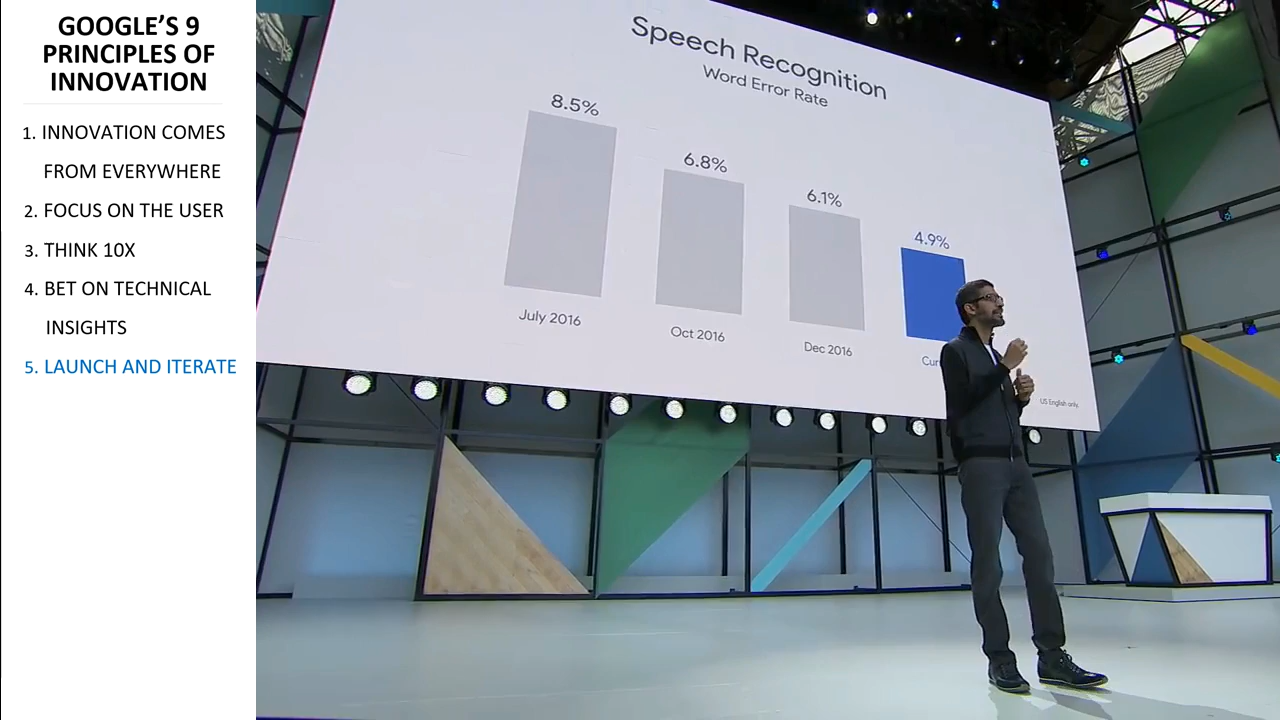 GOOGLE’S 9
PRINCIPLES OF
INNOVATION
1. INNOVATION COMES
FROM EVERYWHERE
2. FOCUS ON THE USER
3. THINK 10X
4. BET ON TECHNICAL
INSIGHTS
5. LAUNCH AND ITERATE
Speech Recognition
Word Error Rate
8.5%
6.8%
6.1%
4.9%
July 2016
Oct 2016
Dec 2016
US English only.